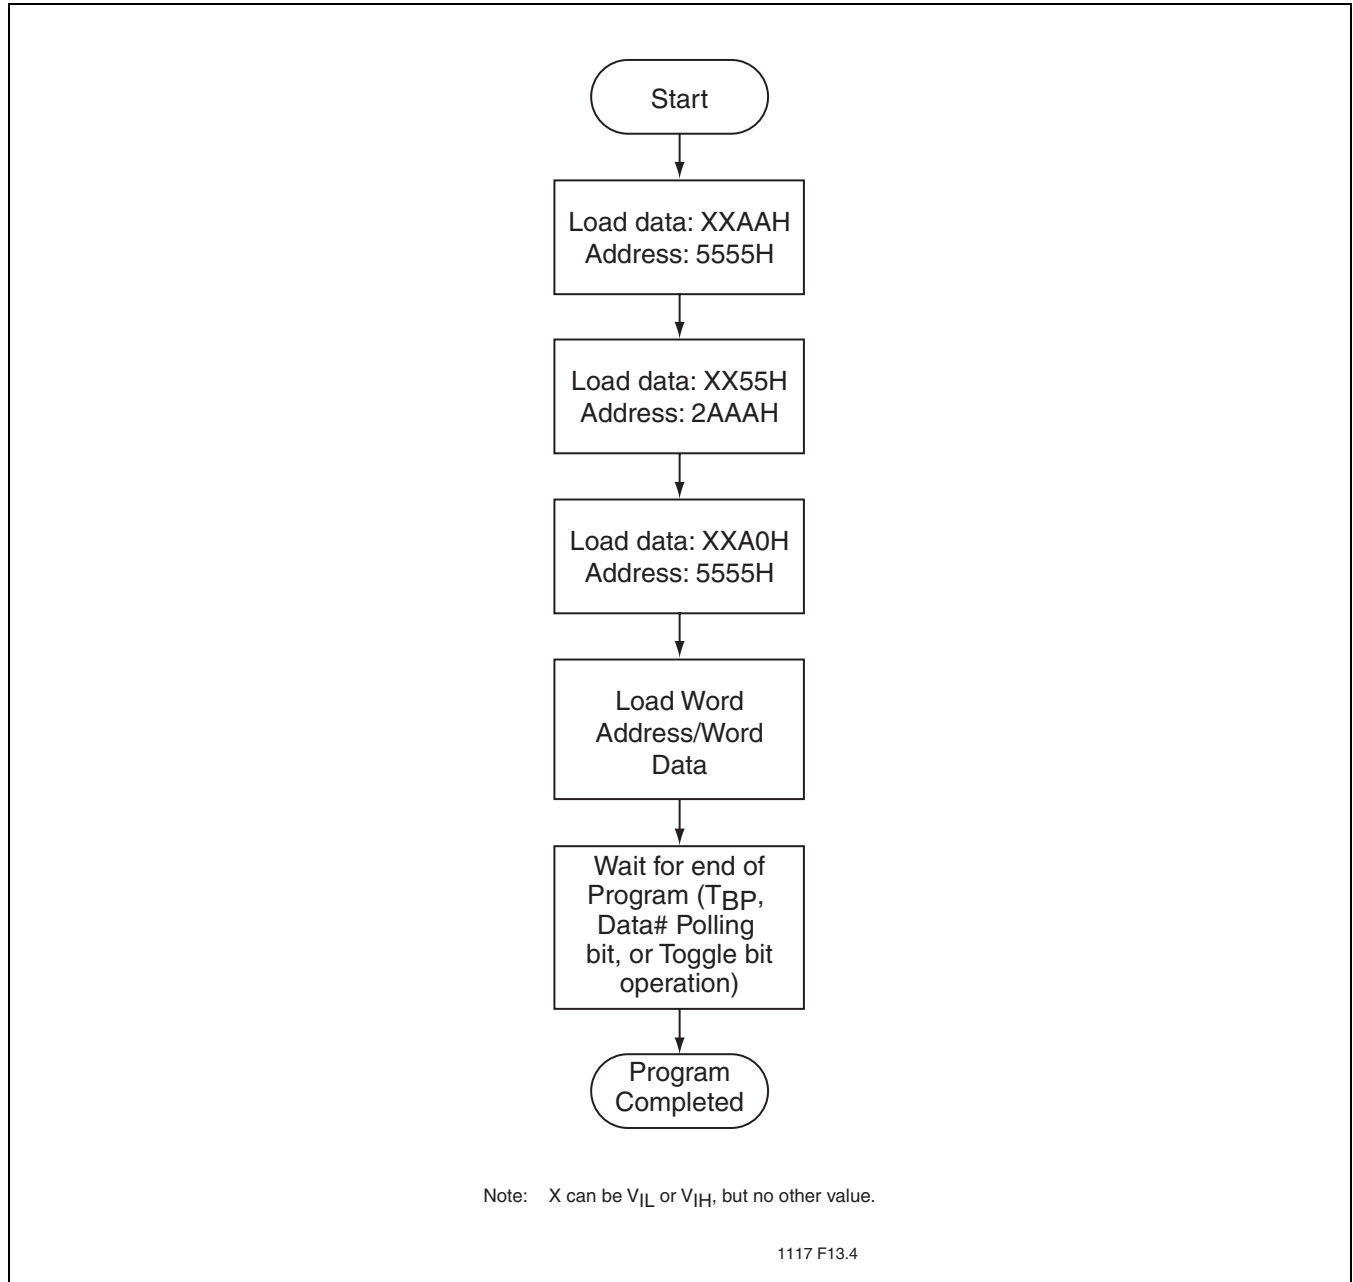 Start
Load data: XXAAH
Address: 5555H
Load data: XX55H
Address: 2AAAH
Load data: XXA0H
Address: 5555H
Load Word
Address/Word
Data
Wait for end of
Program (TBP,
Data# Polling
bit, or Toggle bit
operation)
Program
Completed
Note: X can be VIL or VIH, but no other value.
1117 F13.4